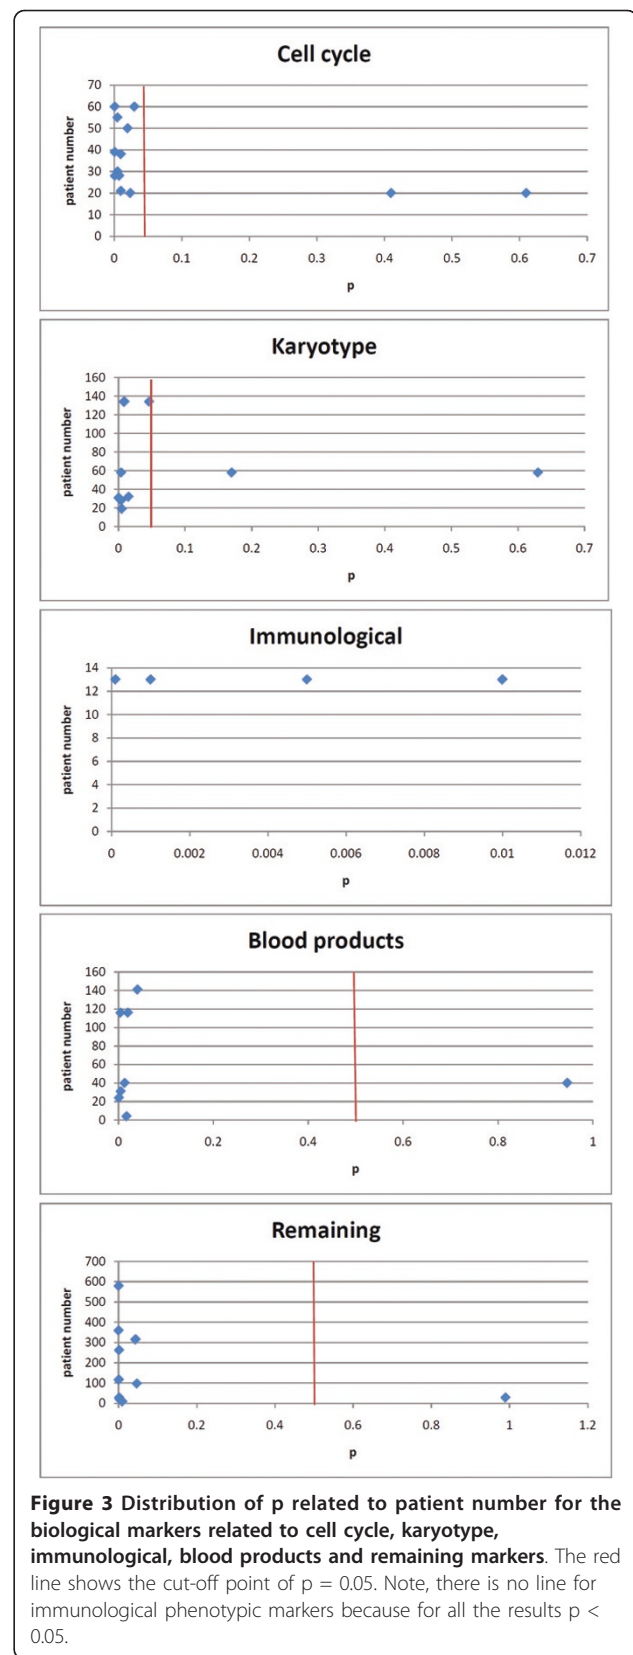 Cell cycle
patient number
70
60
50
40
30
20
10
0
0 0.1 0.2 0.3 0.4 0.5 0.6 0.7
p
Karyotype
patient number
160
140
120
100
80
60
40
20
0
0 0.1 0.2 0.3 0.4 0.5 0.6 0.7
p
Immunological
patient number
14
12
10
8
6
4
2
0
0 0.002 0.004 0.006 0.008 0.01 0.012
p
Blood products
patient number
160
140
120
100
80
60
40
20
0
0 0.2 0.4 0.6 0.8 1
p
Remaining
patient number
700
600
500
400
300
200
100
0
0 0.2 0.4 0.6 0.8 1 1.2
p
Figure 3 Distribution of p related to patient number for the
biological markers related to cell cycle, karyotype,
immunological, blood products and remaining markers. The red
line shows the cut-off point of p = 0.05. Note, there is no line for
immunological phenotypic markers because for all the results p <
0.05.